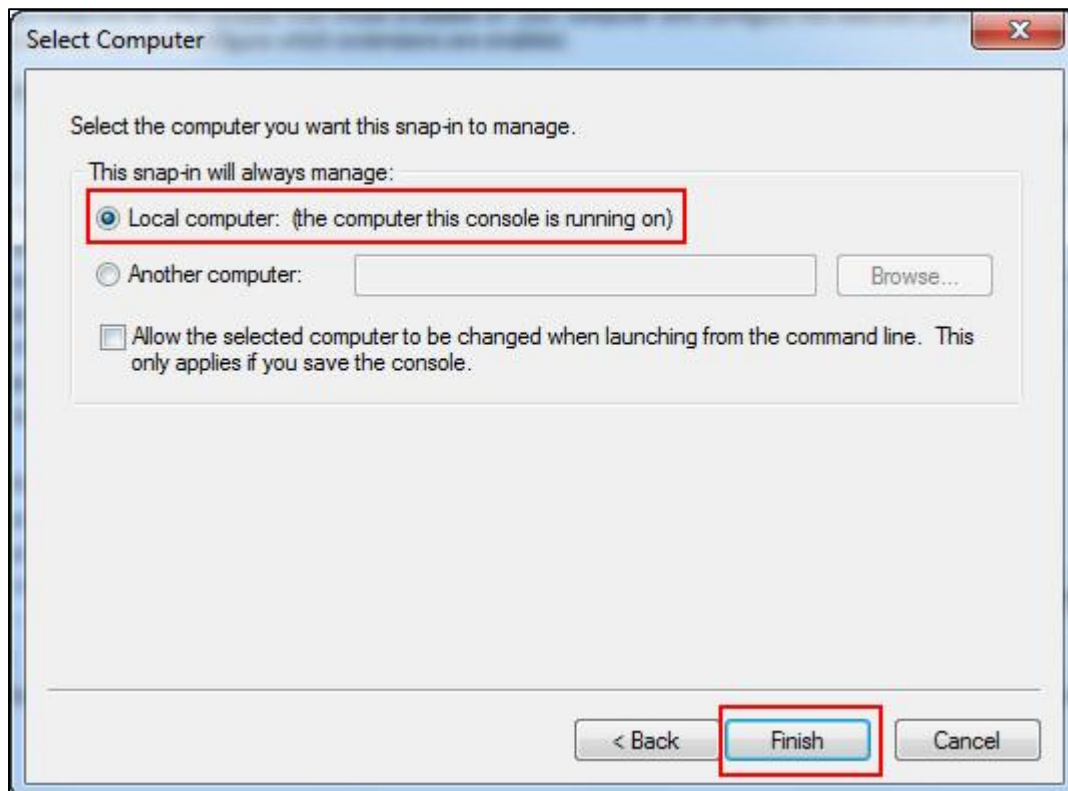 Select Computer
Select the computer you want this snap-in to manage.
This snap-in will always manage:
Local computer: (the computer this console is running on)
Another computer:
Browse...
Allow the selected computer to be changed when launching from the command line. This
only applies if you save the console.
< Back
Finish
Cancel